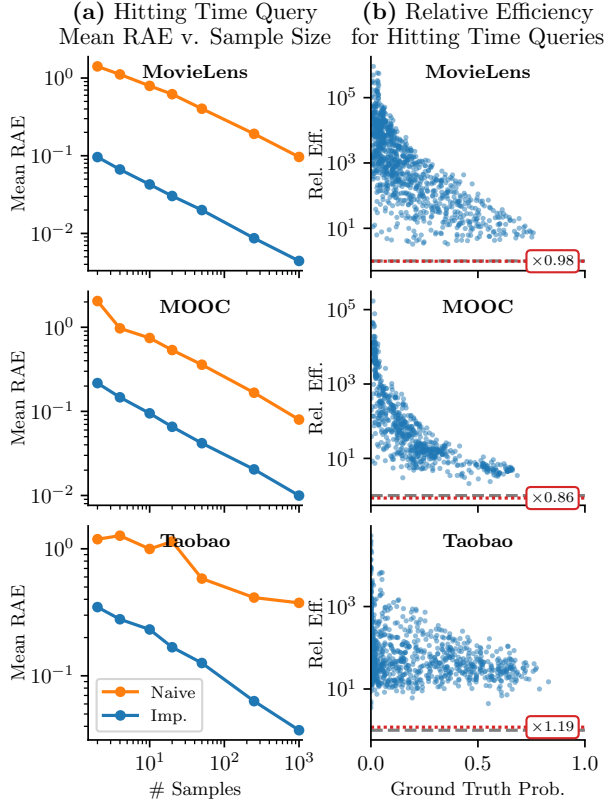 (a) Hitting Time Query
Mean RAE v. Sample Size
(b) Relative Efficiency
for Hitting Time Queries
MovieLens
10^0
10^{-1}
10^{-2}
Mean RAE
MovieLens
10^5
10^3
10^1
Rel. Eff.
×0.98
MOOC
10^0
10^{-1}
10^{-2}
Mean RAE
MOOC
10^5
10^3
10^1
Rel. Eff.
×0.86
Taobao
10^0
10^{-1}
Mean RAE
Naive
Imp.
10^1
10^2
10^3
# Samples
Taobao
10^3
10^1
Rel. Eff.
×1.19
0.0
0.5
1.0
Ground Truth Prob.